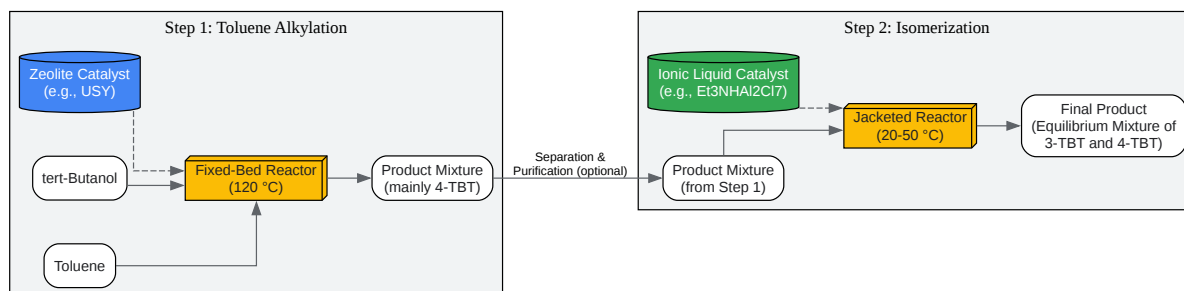 Step 1: Toluene Alkylation
Zeolite Catalyst
(e.g., USY)
tert-Butanol
Toluene
Fixed-Bed Reactor
(120 °C)
Product Mixture
(mainly 4-TBT)
Separation &
Purification (optional)
Step 2: Isomerization
Ionic Liquid Catalyst
(e.g., Et3NHAl2Cl7)
Product Mixture
(from Step 1)
Jacketed Reactor
(20-50 °C)
Final Product
(Equilibrium Mixture of
3-TBT and 4-TBT)